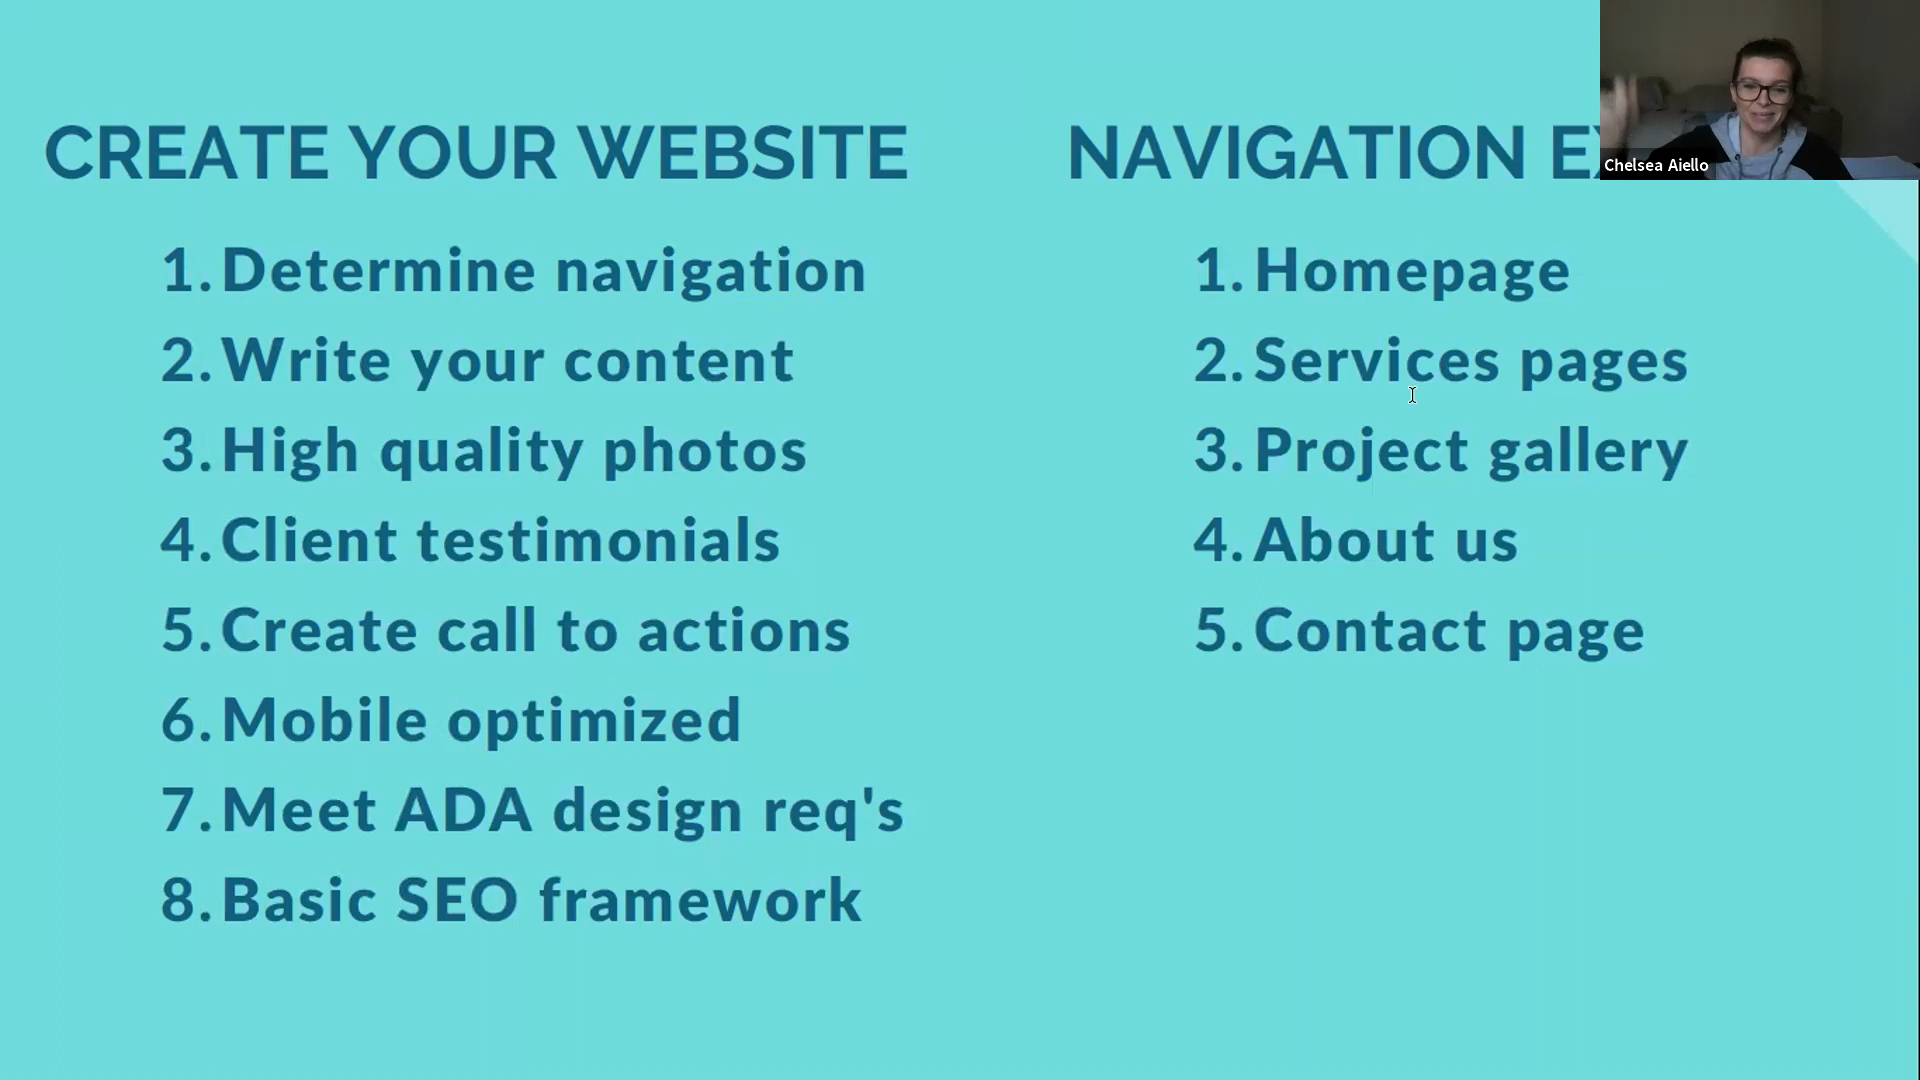 CREATE YOUR WEBSITE
1. Determine navigation
2. Write your content
3. High quality photos
4. Client testimonials
5. Create call to actions
6. Mobile optimized
7. Meet ADA design req's
8. Basic SEO framework
NAVIGATION
1. Homepage
2. Services pages
3. Project gallery
4. About us
5. Contact page
Chelsea Aiello